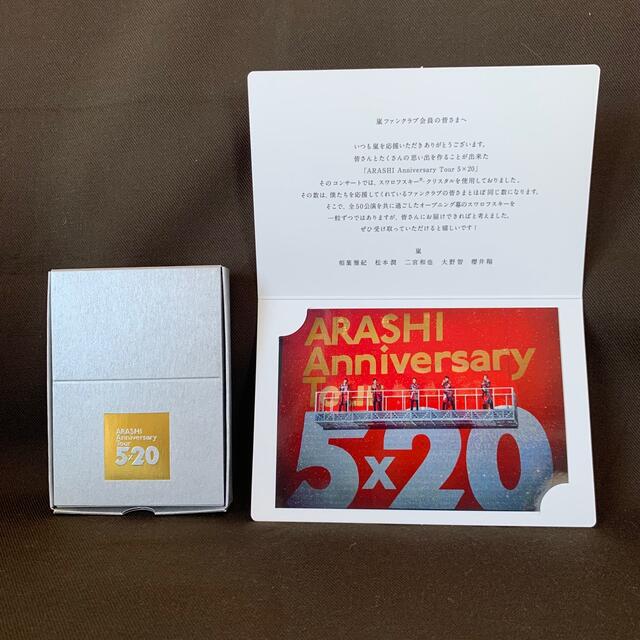 嵐ファンクラブ会員の皆さまへ
いつも嵐を応援いただきありがとうございます。
皆さんとたくさんの思い出を作ることが出来た
「ARASHI Anniversary Tour 5×20」
そのコンサートでは、スワロフスキー®・クリスタルを使用しておりました。
その数は、僕たちを応援してくれているファンクラブの皆さまとほぼ同じ数になります。
そこで、全50公演を共に過ごしたオープニング幕のスワロフスキーを
一粒ずつではありますが、皆さんにお届けできればと考えました。
ぜひ受け取っていただけると嬉しいです！
嵐
相葉雅紀 松本潤 二宮和也 大野智 櫻井翔
ARASHI
Anniversary
Tour
5×20
ARASHI
Anniversary
Tour
5×20